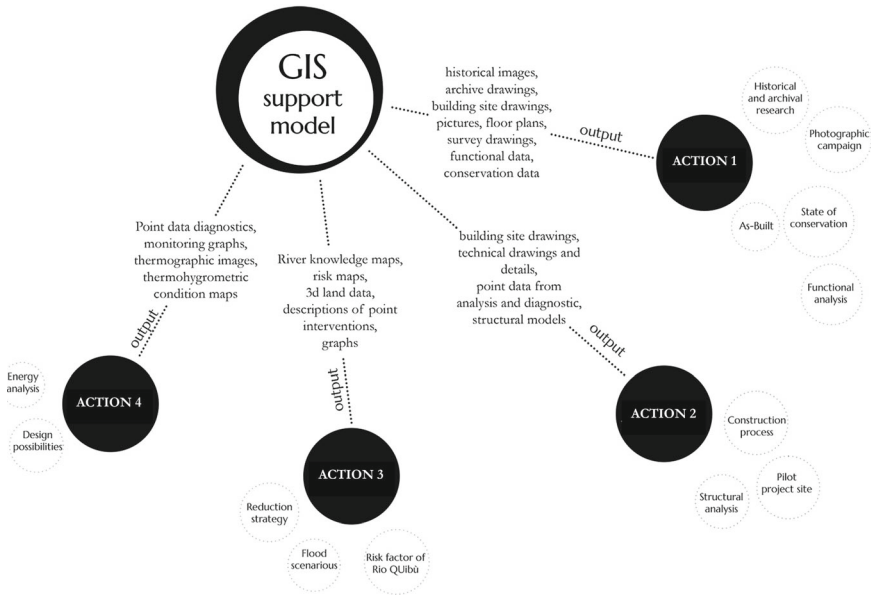 GIS
support
model
historical images,
archive drawings,
building site drawings,
pictures, floor plans,
survey drawings,
functional data,
conservation data
output
ACTION 1
Historical
and archival
research
Photographic
campaign
As-Built
State of
conservation
Functional
analysis
building site drawings,
technical drawings and
details,
point data from
analysis and diagnostic,
structural models
output
ACTION 2
Construction
process
Pilot
project site
Structural
analysis
River knowledge maps,
risk maps,
3d land data,
descriptions of point
interventions,
graphs
output
ACTION 3
Reduction
strategy
Flood
scenarious
Risk factor of
Rio QUibù
Point data diagnostics,
monitoring graphs,
thermographic images,
thermohygrometric
condition maps
output
ACTION 4
Energy
analysis
Design
possibilities